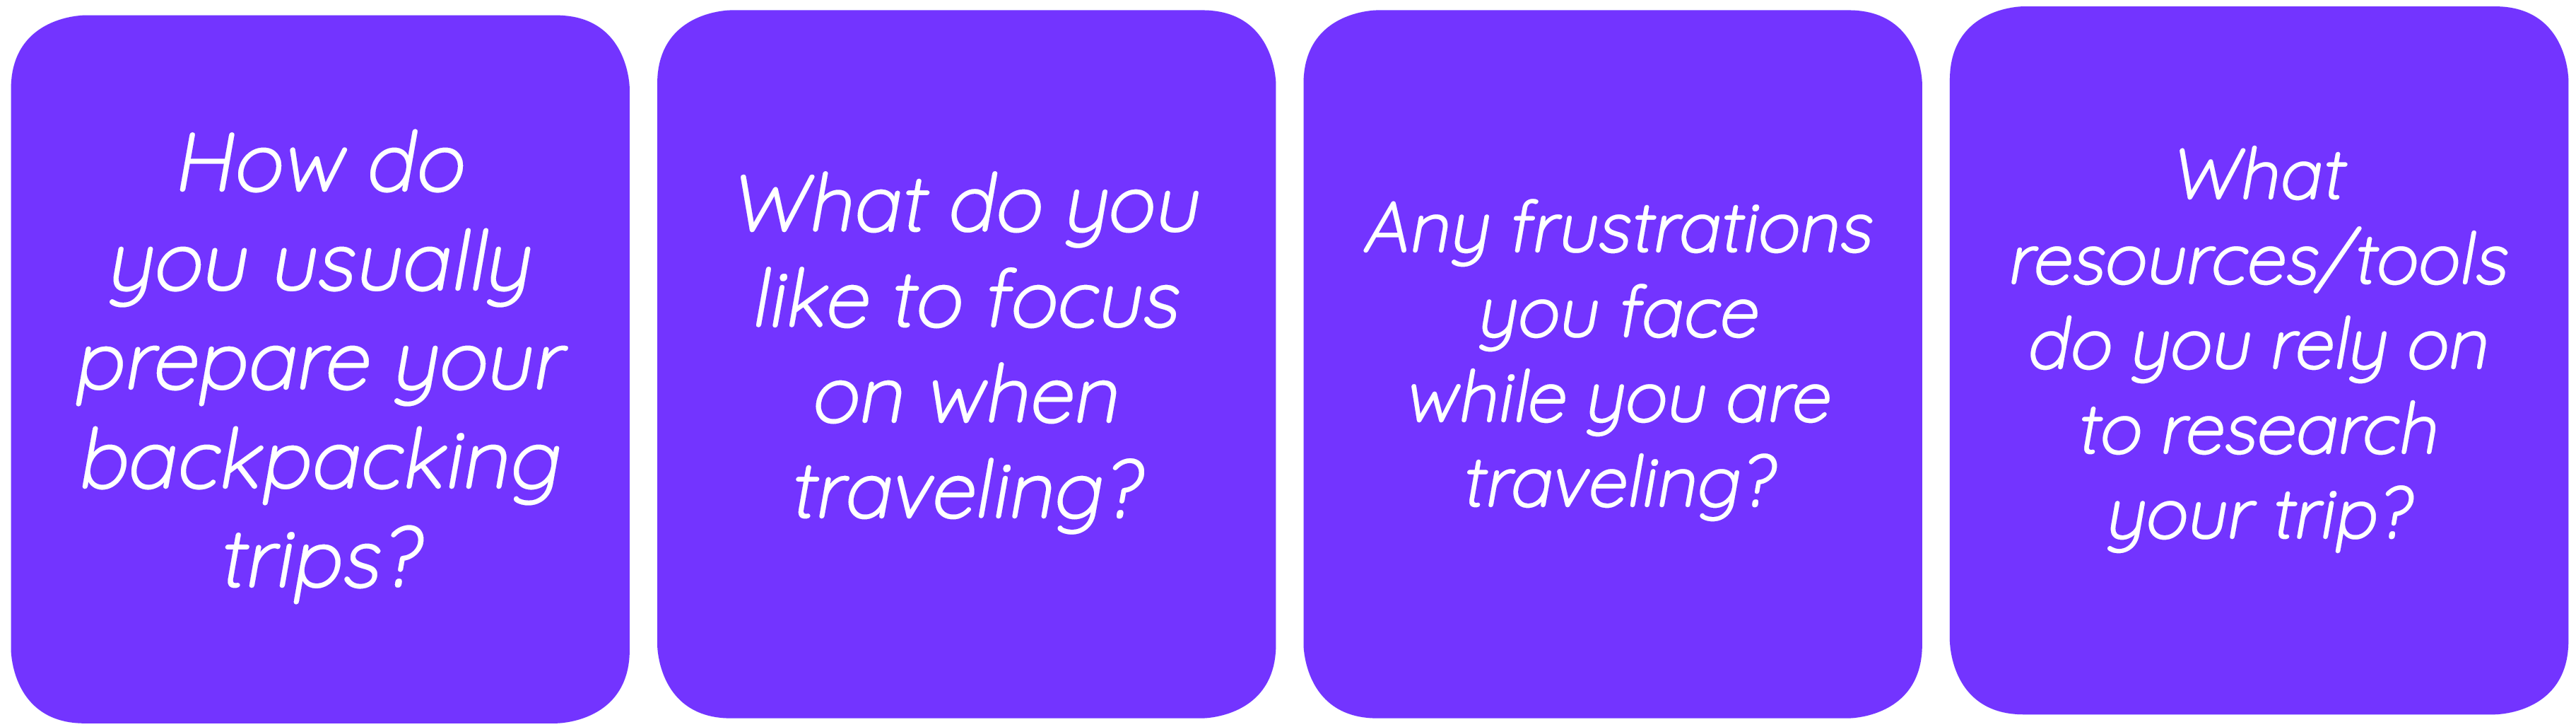 How do
you usually
prepare your
backpacking
trips?
What do you
like to focus
on when
traveling?
Any frustrations
you face
while you are
traveling?
What
resources/tools
do you rely on
to research
your trip?